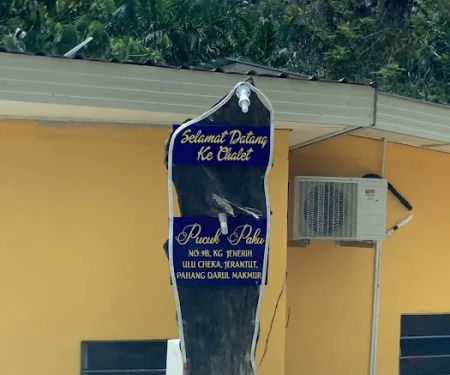 Selamat Datang
Ke Chalet
Pucuk Paku
NO.9B, KG JENERIH
ULU CHEKA, JERANTUT,
PAHANG DARUL MAKMUR